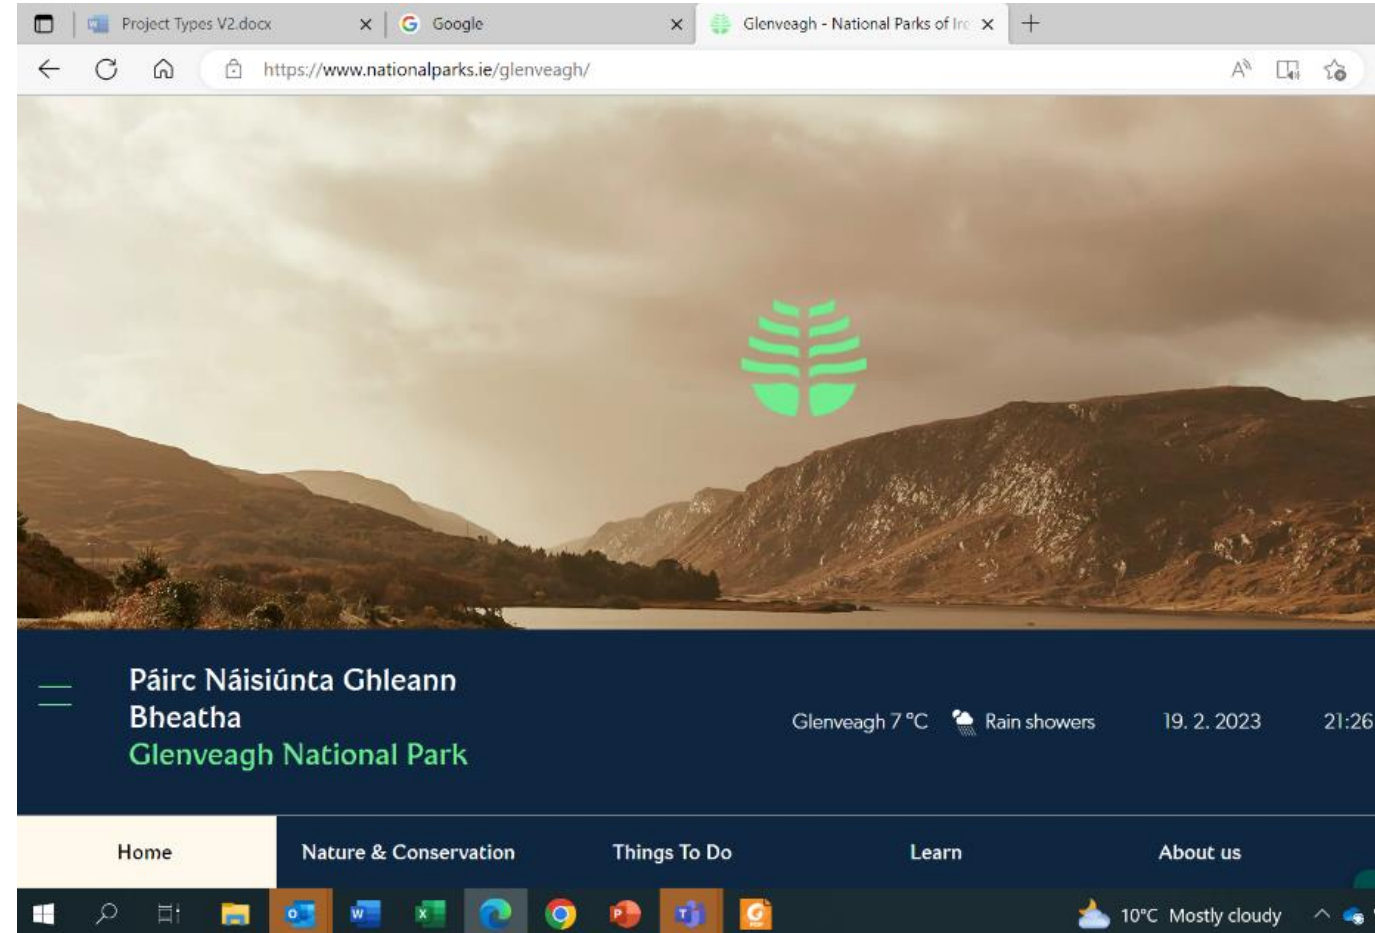 Project Types V2.docx
Google
Glenveagh - National Parks of Ire
https://www.nationalparks.ie/glenveagh/
Páirc Náisiúnta Ghleann
Bheatha
Glenveagh National Park
Glenveagh 7 °C Rain showers 19. 2. 2023 21:26
Home Nature & Conservation Things To Do Learn About us
10°C Mostly cloudy